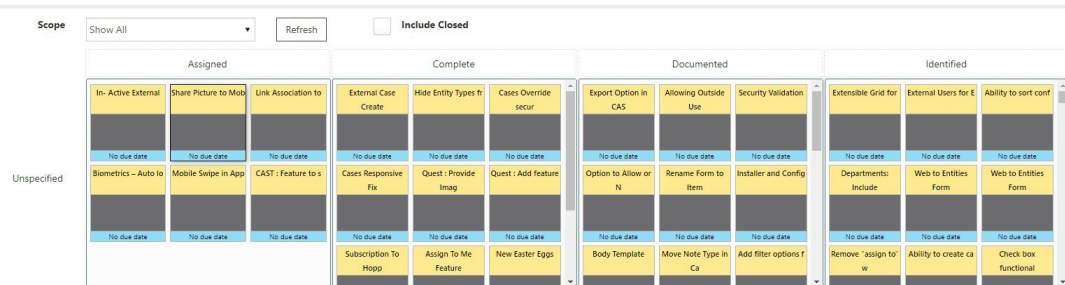 Scope Show All Refresh Include Closed
Assigned Complete Documented Identified
Unspecified
In- Active External
Share Picture to Mob
Link Association to
No due date No due date No due date
Biometrics – Auto lo
Mobile Swipe in App
CAST : Feature to s
No due date No due date No due date
External Case
Create
Hide Entity Types fr
Cases Override
secur
No due date No due date No due date
Cases Responsive
Fix
Quest : Provide
Imag
Quest : Add feature
No due date No due date No due date
Subscription To
Hopp
Assign To Me
Feature
New Easter Eggs
Export Option in
CAS
Allowing Outside
Use
Security Validation
No due date No due date No due date
Option to Allow or
N
Rename Form to
Item
Installer and Config
No due date No due date No due date
Body Template
Move Note Type in
Ca
Add filter options f
Extensible Grid for
External Users for E
Ability to sort conf
No due date No due date No due date
Departments:
Include
Web to Entities
Form
Web to Entities
Form
No due date No due date No due date
Remove "assign to"
w
Ability to create ca
Check box
functional